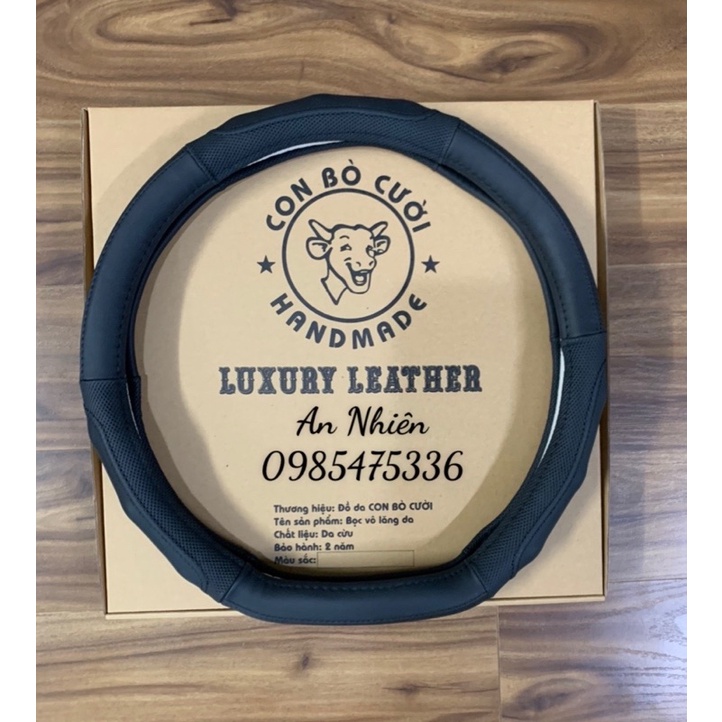 CON BÒ CƯỜI
HANDMADE
LUXURY LEATHER
An Nhiên
0985475336
Thương hiệu: Đồ da CON BÒ CƯỜI
Tên sản phẩm: Bọc vô lăng da
Chất liệu: Da cừu
Bảo hành: 2 năm
Màu sắc: